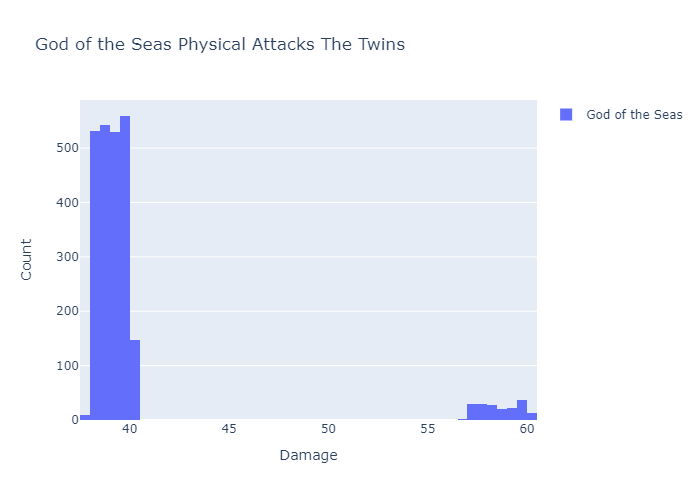 God of the Seas Physical Attacks The Twins
God of the Seas
500
400
300
200
100
0
Count
40
45
50
55
60
Damage